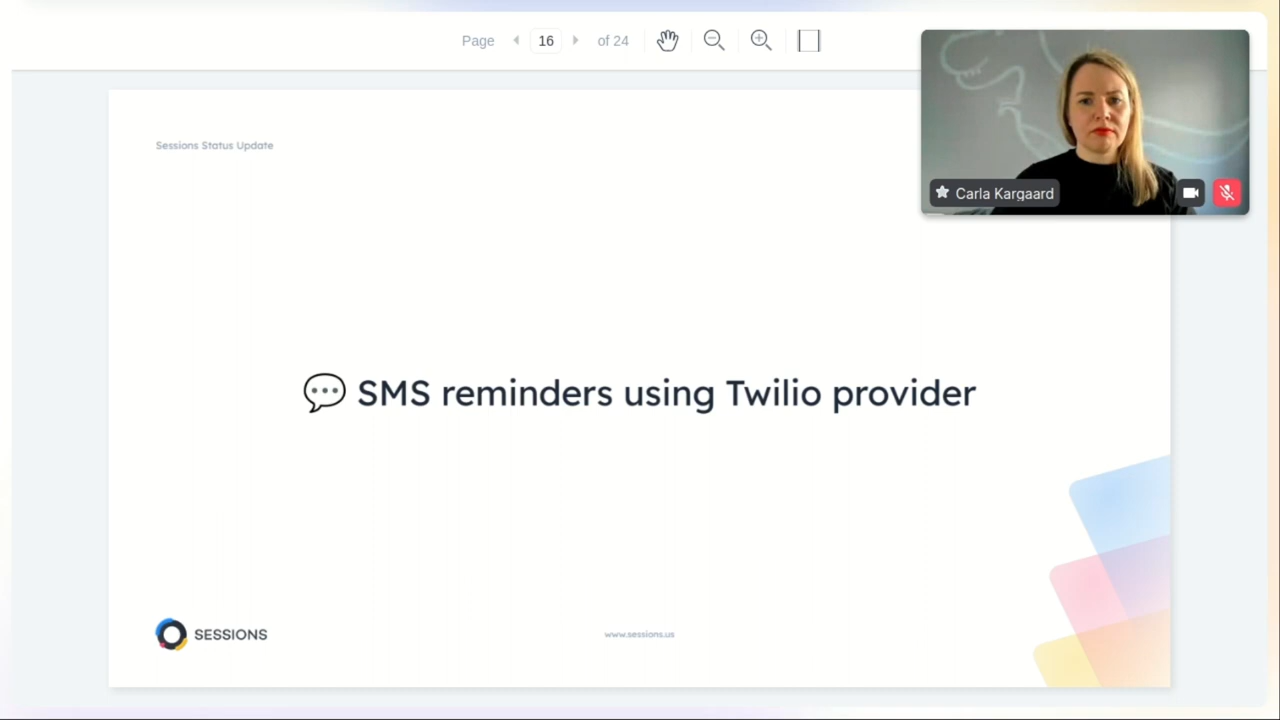 Page 16 of 24
Carla Kargaard
Sessions Status Update
SMS reminders using Twilio provider
SESSIONS
www.sessions.us